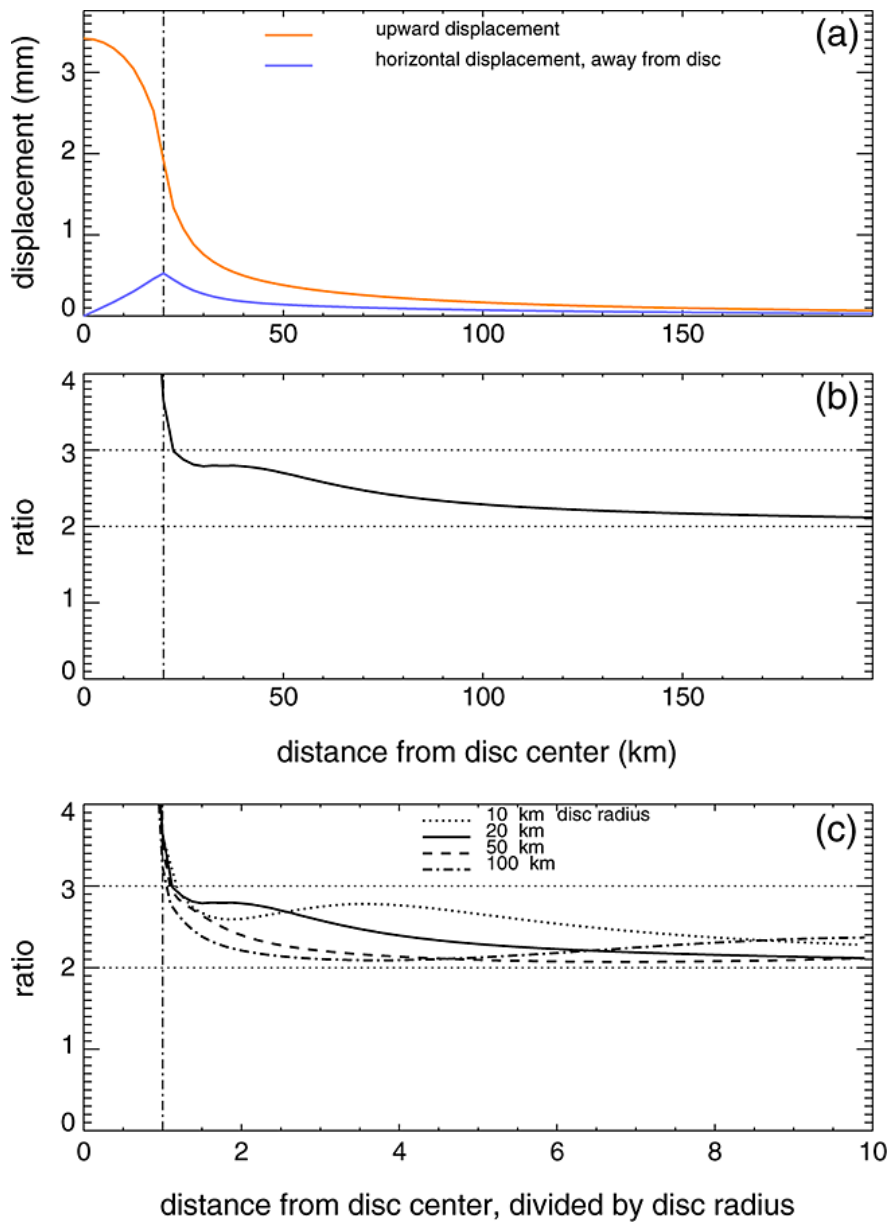 (a)
upward displacement
horizontal displacement, away from disc
displacement (mm)
3
2
1
0
0 50 100 150
(b)
ratio
4
3
2
1
0
0 50 100 150
distance from disc center (km)
(c)
10 km disc radius
20 km
50 km
100 km
ratio
4
3
2
1
0
0 2 4 6 8 10
distance from disc center, divided by disc radius